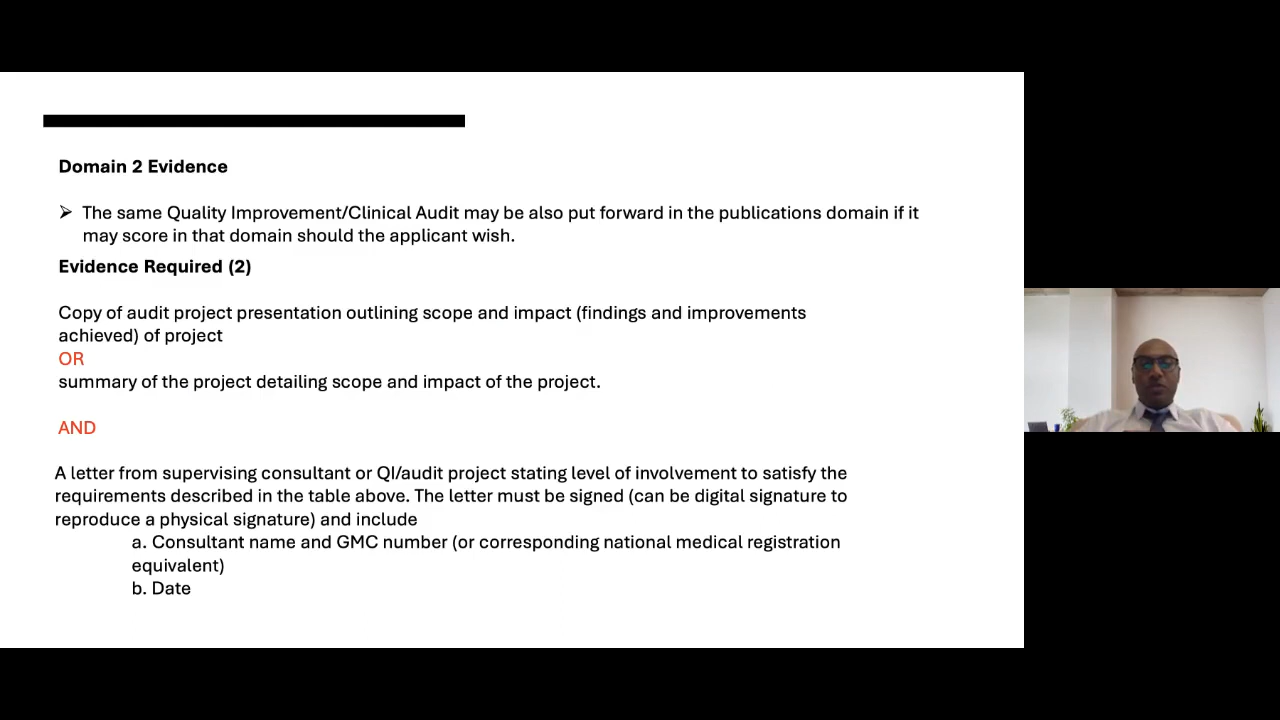 Domain 2 Evidence
➢ The same Quality Improvement/Clinical Audit may be also put forward in the publications domain if it
may score in that domain should the applicant wish.
Evidence Required (2)
Copy of audit project presentation outlining scope and impact (findings and improvements
achieved) of project
OR
summary of the project detailing scope and impact of the project.
AND
A letter from supervising consultant or QI/audit project stating level of involvement to satisfy the
requirements described in the table above. The letter must be signed (can be digital signature to
reproduce a physical signature) and include
a. Consultant name and GMC number (or corresponding national medical registration
equivalent)
b. Date